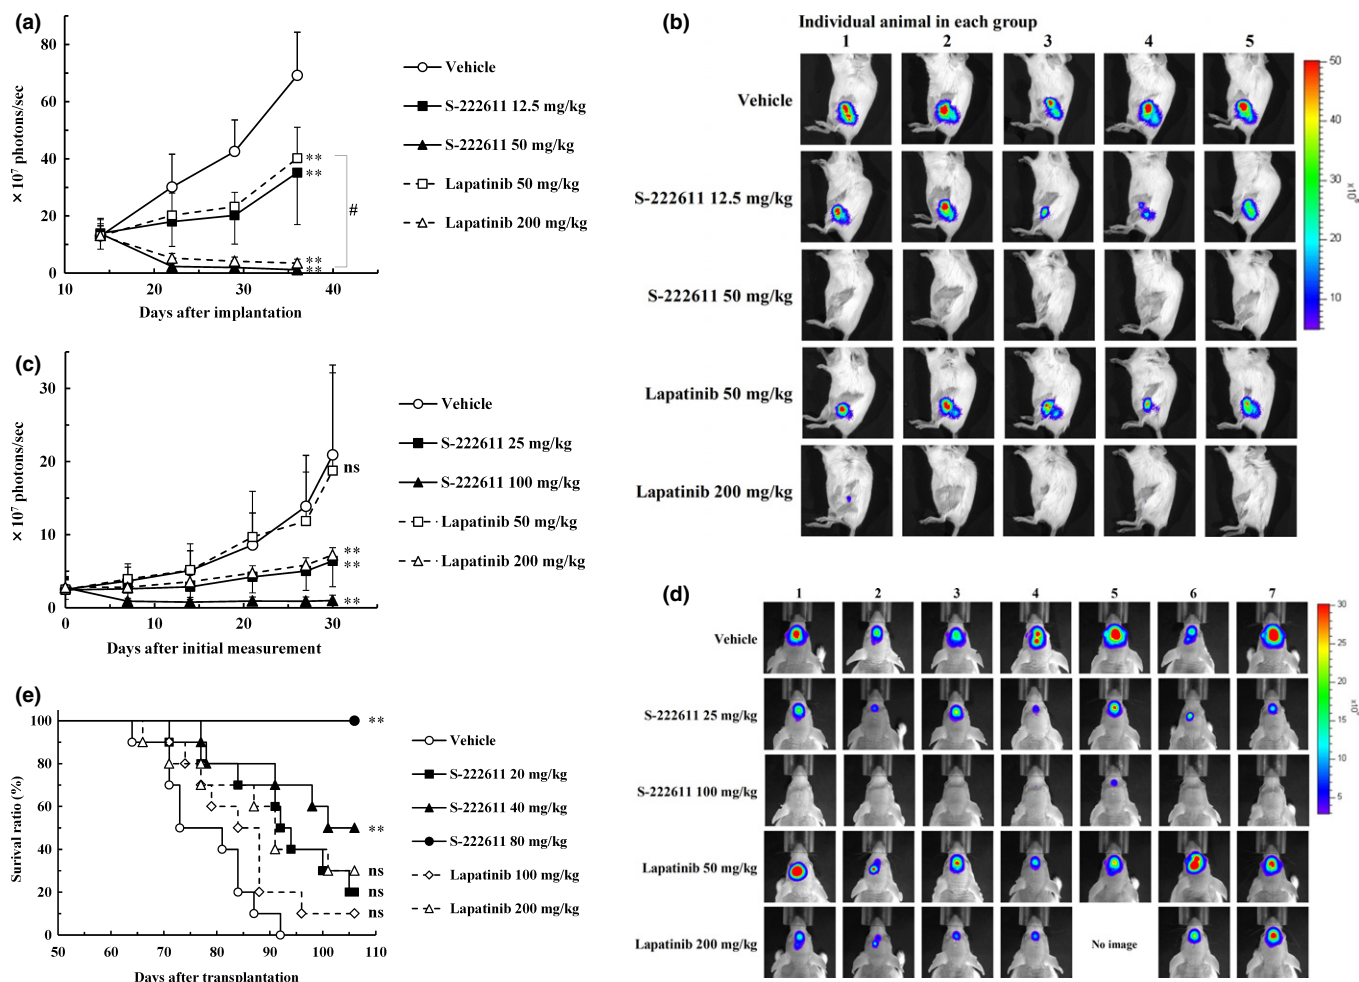 (a)
80
60
40
20
0
×10⁷ photons/sec
10 20 30 40
Days after implantation
**
**
**
**
#
Vehicle
S-222611 12.5 mg/kg
S-222611 50 mg/kg
Lapatinib 50 mg/kg
Lapatinib 200 mg/kg
(b)
Individual animal in each group
1 2 3 4 5
Vehicle
S-222611 12.5 mg/kg
S-222611 50 mg/kg
Lapatinib 50 mg/kg
Lapatinib 200 mg/kg
50
40
30
20
10
×10⁶
(c)
30
20
10
0
×10⁷ photons/sec
0 10 20 30
Days after initial measurement
ns
**
**
**
Vehicle
S-222611 25 mg/kg
S-222611 100 mg/kg
Lapatinib 50 mg/kg
Lapatinib 200 mg/kg
(d)
1 2 3 4 5 6 7
Vehicle
S-222611 25 mg/kg
S-222611 100 mg/kg
Lapatinib 50 mg/kg
Lapatinib 200 mg/kg
No image
30
25
20
15
10
5
(e)
100
80
60
40
20
0
Surival ratio (%)
50 60 70 80 90 100 110
Days after transplantation
**
**
ns
ns
ns
Vehicle
S-222611 20 mg/kg
S-222611 40 mg/kg
S-222611 80 mg/kg
Lapatinib 100 mg/kg
Lapatinib 200 mg/kg